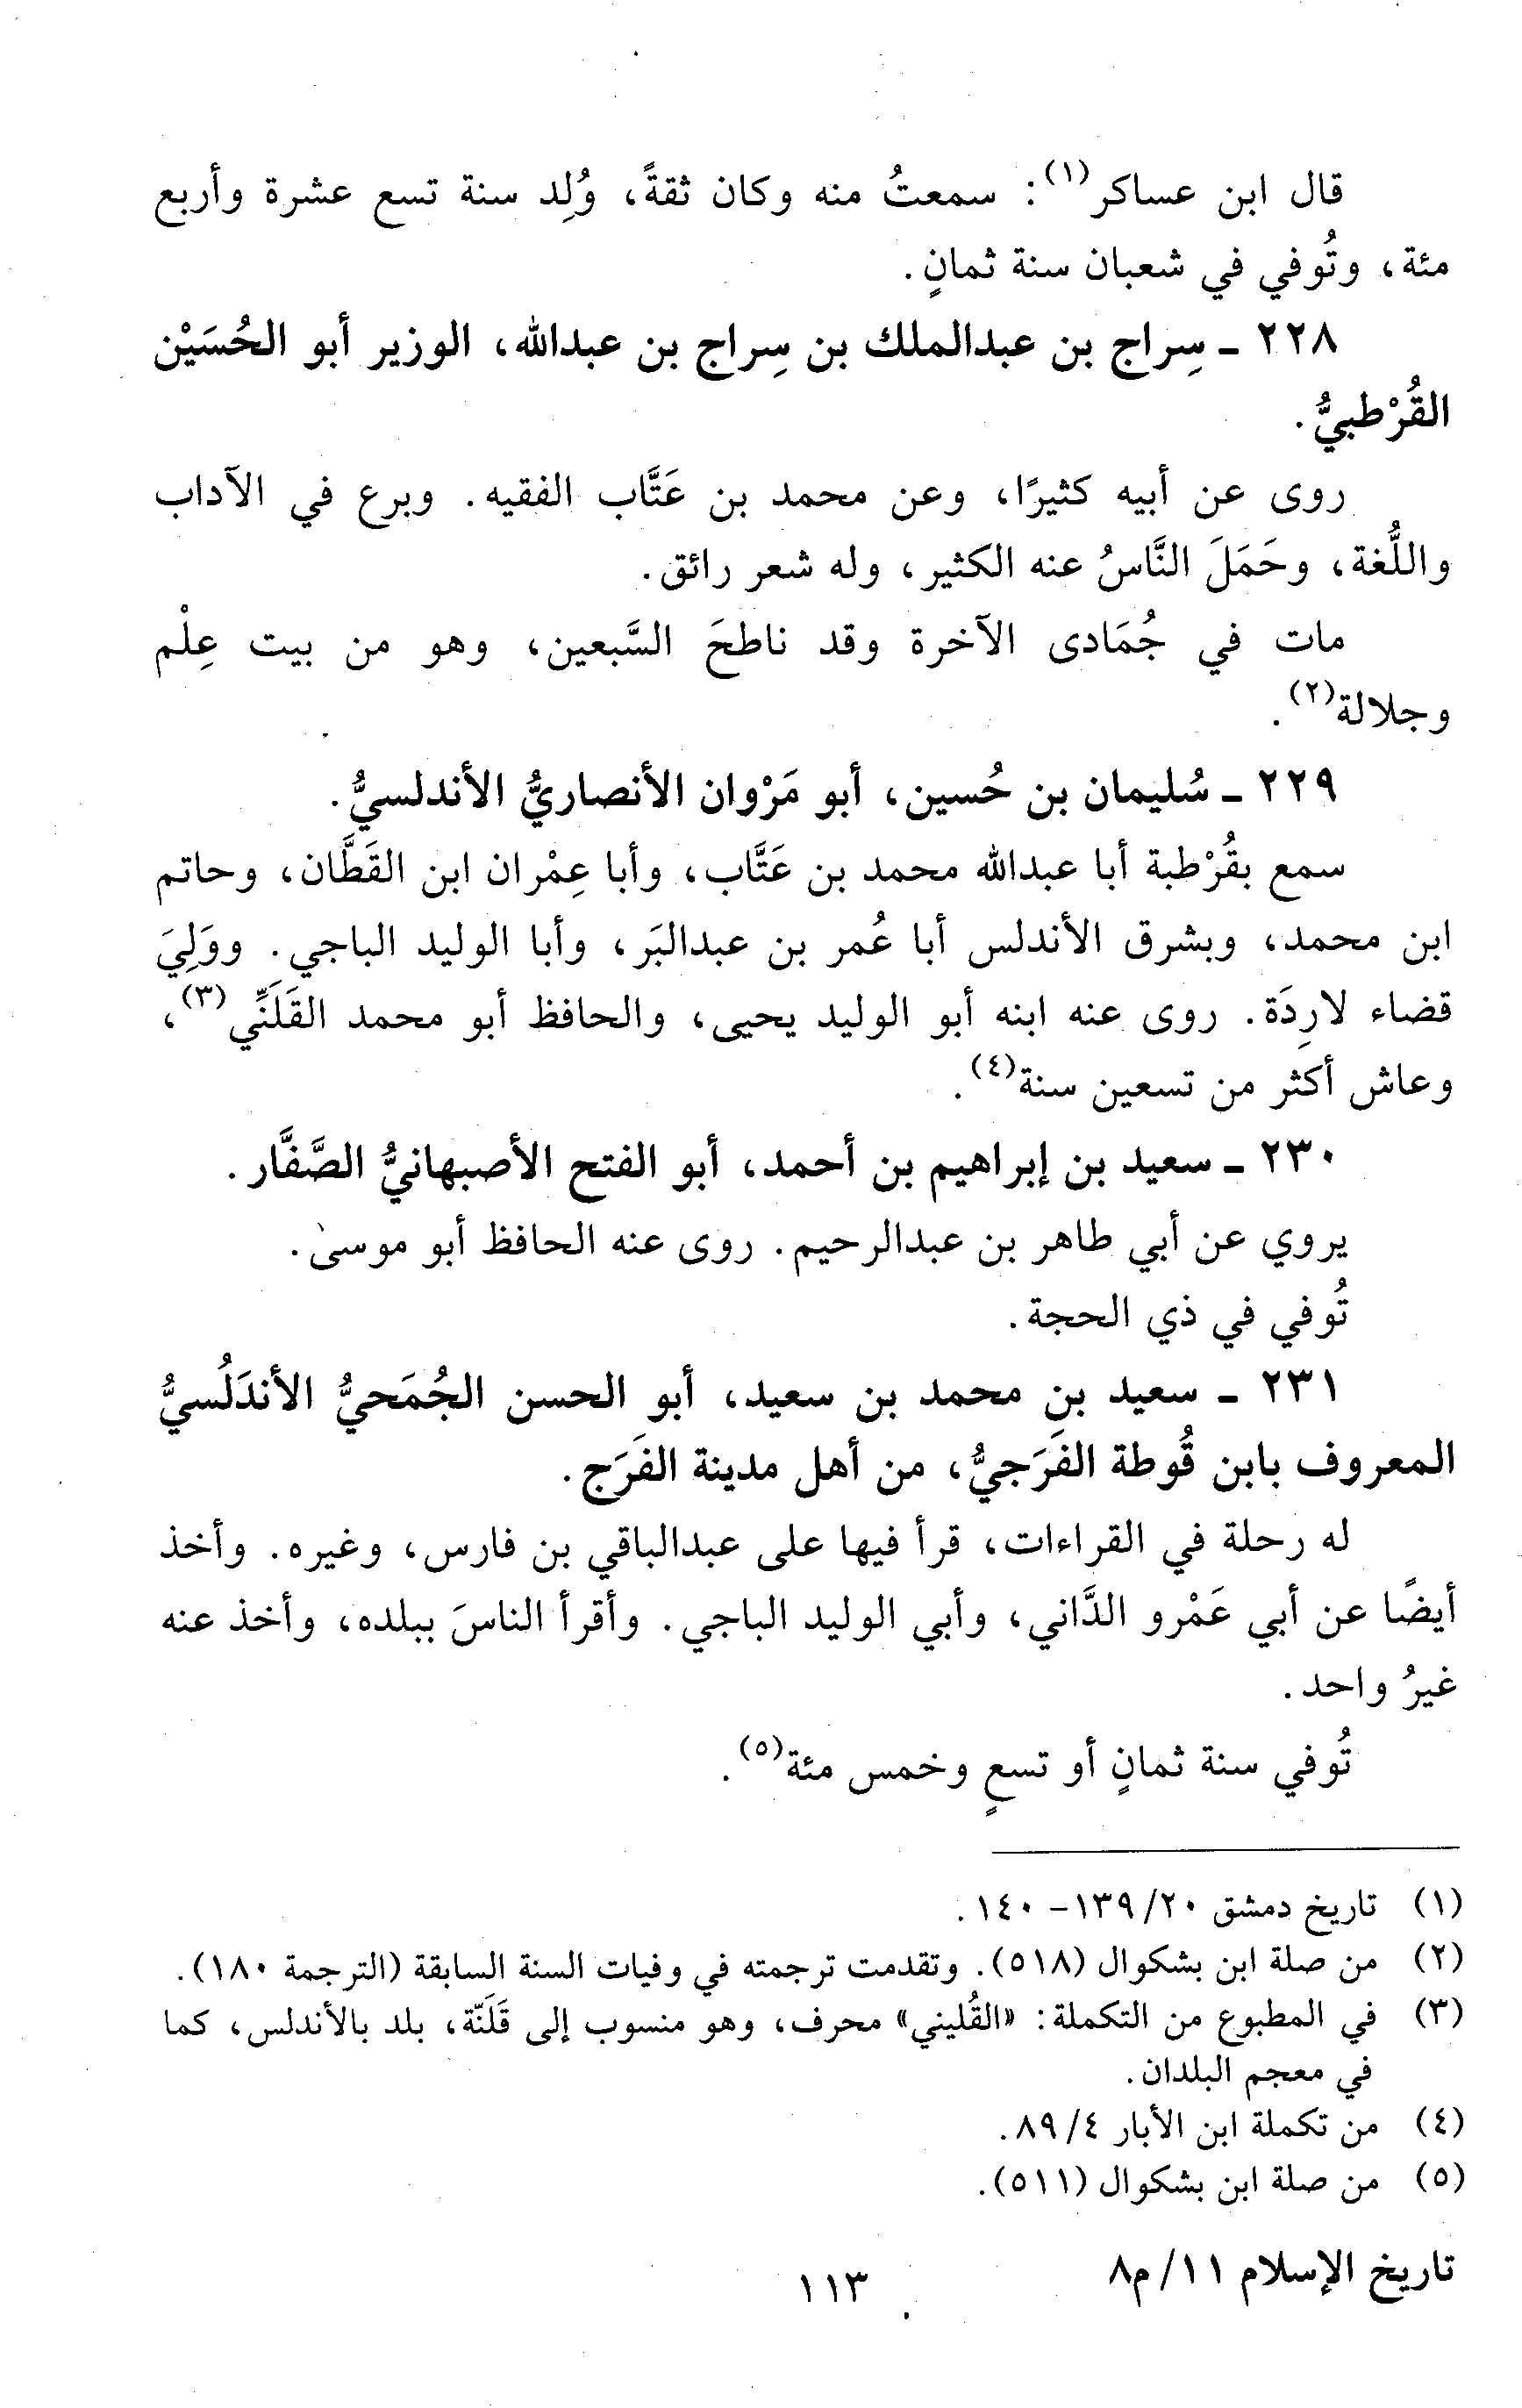 قال ابن عساكر(١): سمعتُ منه وكان ثقةً، وُلِد سنة تسع عشرة وأربع
مئة، وتُوفي في شعبان سنة ثمانٍ.
٢٢٨ ـ سِراج بن عبدالملك بن سِراج بن عبدالله، الوزير أبو الحُسَيْن
القُرْطبيُّ.
روى عن أبيه كثيرًا، وعن محمد بن عَتَّاب الفقيه. وبرع في الآداب
واللُّغة، وحَمَلَ النَّاسُ عنه الكثير، وله شعر رائق.
مات في جُمَادى الآخرة وقد ناطحَ السَّبعين، وهو من بيت عِلْم
وجلالة(٢).
٢٢٩ ـ سُليمان بن حُسين، أبو مَرْوان الأنصاريُّ الأندلسيُّ.
سمع بقُرْطبة أبا عبدالله محمد بن عَتَّاب، وأبا عِمْران ابن القَطَّان، وحاتم
ابن محمد، وبشرق الأندلس أبا عُمر بن عبدالبَر، وأبا الوليد الباجي. ووَلِيَ
قضاء لارِدَة. روى عنه ابنه أبو الوليد يحيى، والحافظ أبو محمد القَلَنِّي(٣)،
وعاش أكثر من تسعين سنة(٤).
٢٣٠ ـ سعيد بن إبراهيم بن أحمد، أبو الفتح الأصبهانيُّ الصَّفَّار.
يروي عن أبي طاهر بن عبدالرحيم. روى عنه الحافظ أبو موسىٰ.
تُوفي في ذي الحجة.
٢٣١ ـ سعيد بن محمد بن سعيد، أبو الحسن الجُمَحيُّ الأندَلُسيُّ
المعروف بابن قُوطة الفَرَجيُّ، من أهل مدينة الفَرَج.
له رحلة في القراءات، قرأ فيها على عبدالباقي بن فارس، وغيره. وأخذ
أيضًا عن أبي عَمْرو الدَّاني، وأبي الوليد الباجي. وأقرأ الناسَ ببلده، وأخذ عنه
غيرُ واحد.
تُوفي سنة ثمانٍ أو تسعٍ وخمس مئة(٥).
(١) تاريخ دمشق ٢٠/ ١٣٩- ١٤٠.
(٢) من صلة ابن بشكوال (٥١٨). وتقدمت ترجمته في وفيات السنة السابقة (الترجمة ١٨٠).
(٣) في المطبوع من التكملة: «القُليني» محرف، وهو منسوب إلى قَلَنّة، بلد بالأندلس، كما
في معجم البلدان.
(٤) من تكملة ابن الأبار ٤/ ٨٩.
(٥) من صلة ابن بشكوال (٥١١).
تاريخ الإسلام ١١/ م٨
١١٣